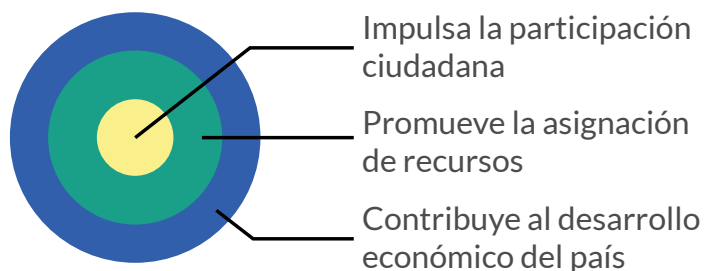 Impulsa la participación
ciudadana
Promueve la asignación
de recursos
Contribuye al desarrollo
económico del país